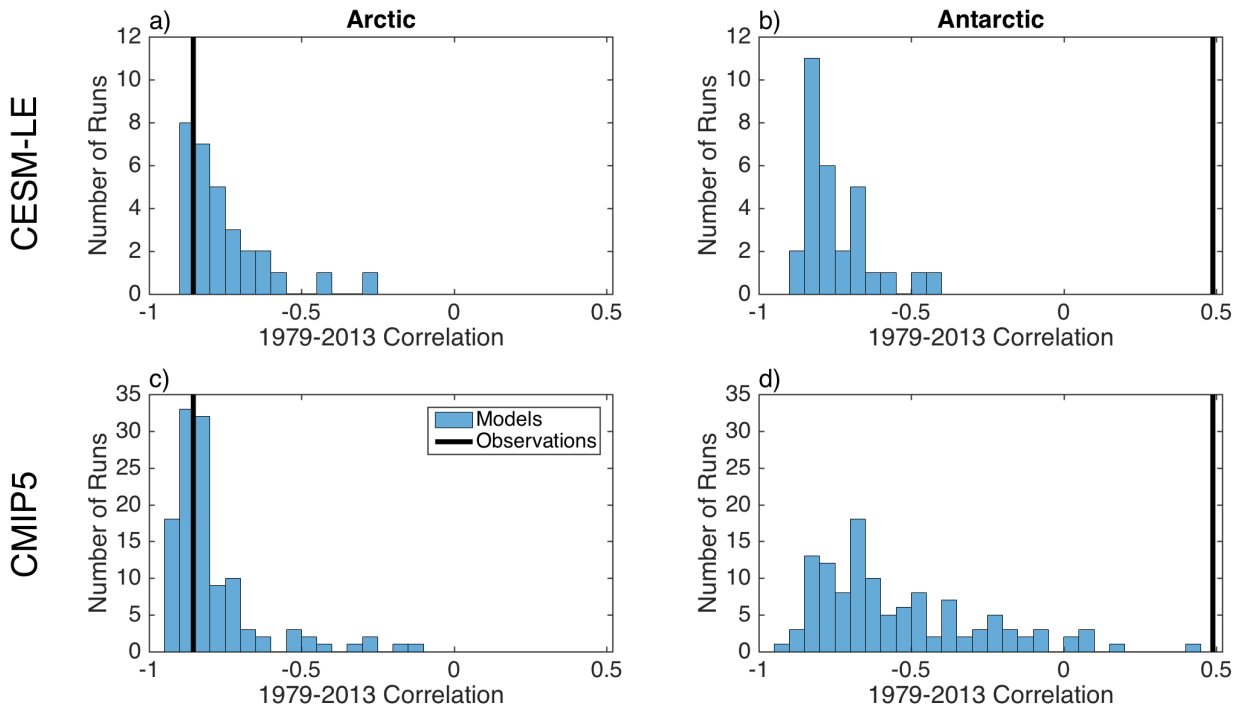 a)
Arctic
b)
Antarctic
CESM-LE
Number of Runs
12
10
8
6
4
2
0
-1
-0.5
0
0.5
1979-2013 Correlation
Number of Runs
12
10
8
6
4
2
0
-1
-0.5
0
0.5
1979-2013 Correlation
c)
d)
CMIP5
Number of Runs
35
30
25
20
15
10
5
0
-1
-0.5
0
0.5
1979-2013 Correlation
Models
Observations
Number of Runs
35
30
25
20
15
10
5
0
-1
-0.5
0
0.5
1979-2013 Correlation